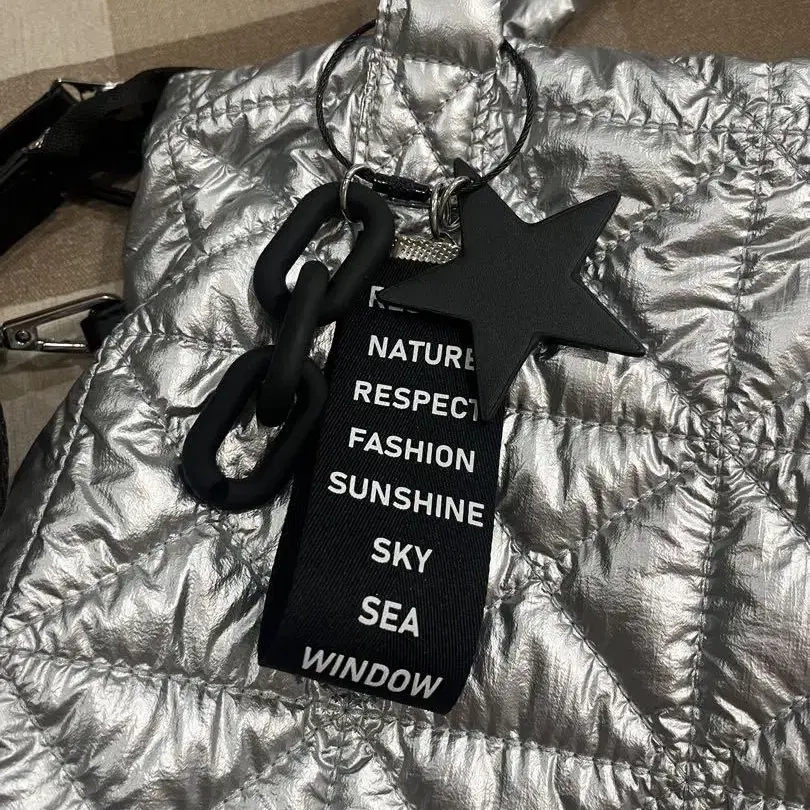 NATURE
RESPECT
FASHION
SUNSHINE
SKY
SEA
WINDOW